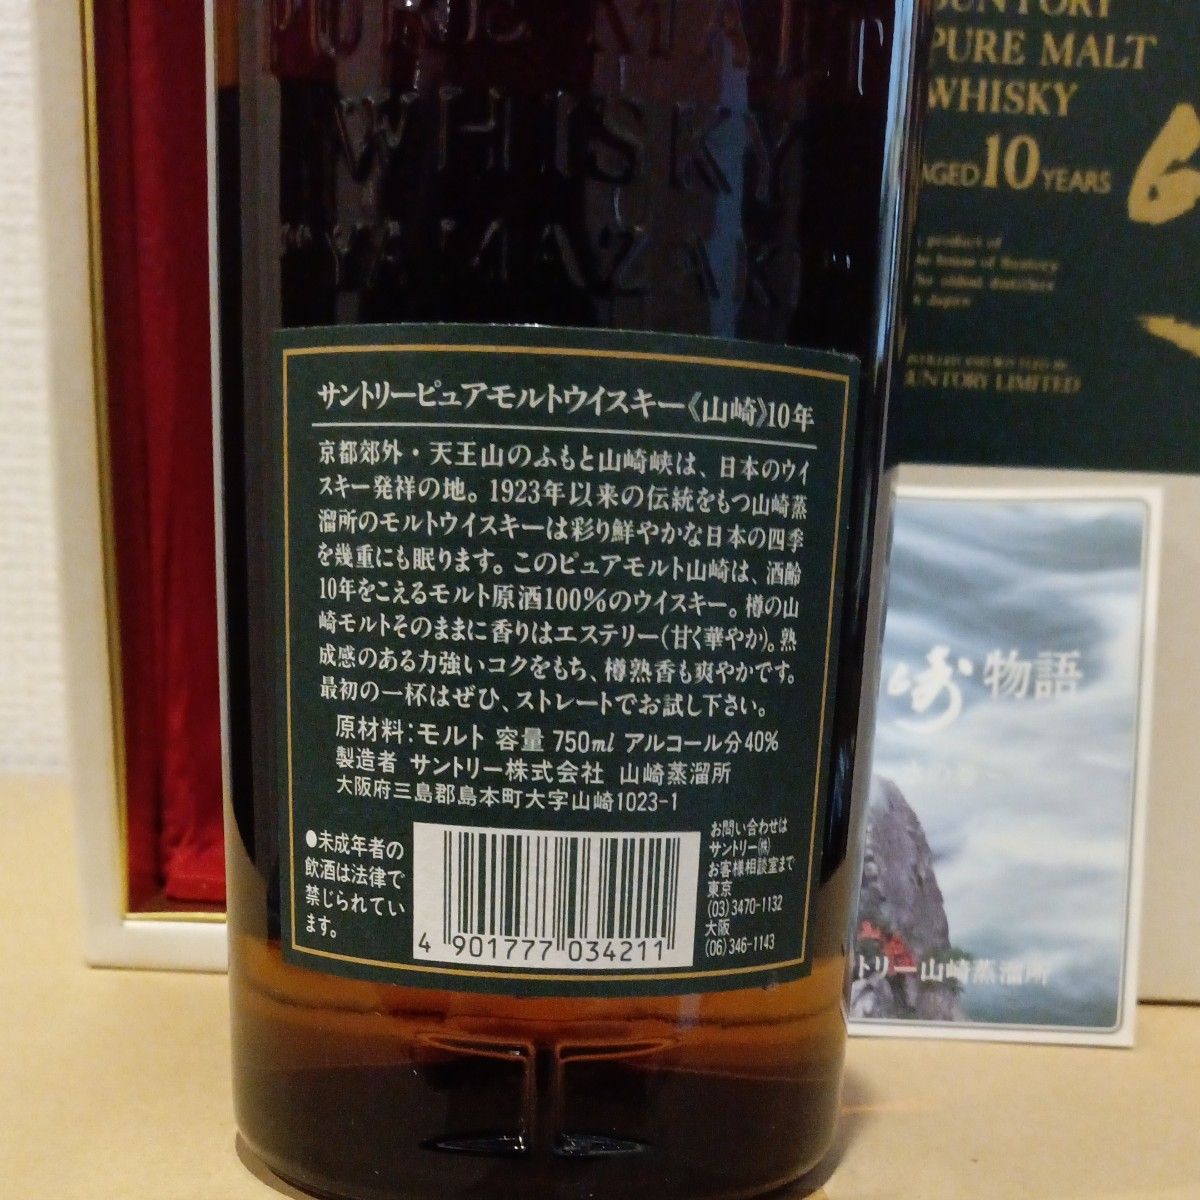 PURE MALT
WHISKY
YAMAZAKI
サントリーピュアモルトウイスキー《山崎》10年
京都郊外・天王山のふもと山崎峡は、日本のウイ
スキー発祥の地。1923年以来の伝統をもつ山崎蒸
溜所のモルトウイスキーは彩り鮮やかな日本の四季
を幾重にも眠ります。このピュアモルト山崎は、酒齢
10年をこえるモルト原酒100%のウイスキー。樽の山
崎モルトそのままに香りはエステリー(甘く華やか)。熟
成感のある力強いコクをもち、樽熟香も爽やかです。
最初の一杯はぜひ、ストレートでお試し下さい。
原材料:モルト 容量 750ml アルコール分40%
製造者 サントリー株式会社 山崎蒸溜所
大阪府三島郡島本町大字山崎1023-1
●未成年者の
飲酒は法律で
禁じられてい
ます。
4 901777 034211
お問い合わせは
サントリー㈱
お客様相談室まで
東京
(03)3470-1132
大阪
(06)346-1143
SUNTORY
PURE MALT
WHISKY
AGED 10 YEARS
product of
the house of Suntory
the oldest distiller
in Japan
SUNTORY LIMITED
崎物語
トリー山崎蒸溜所